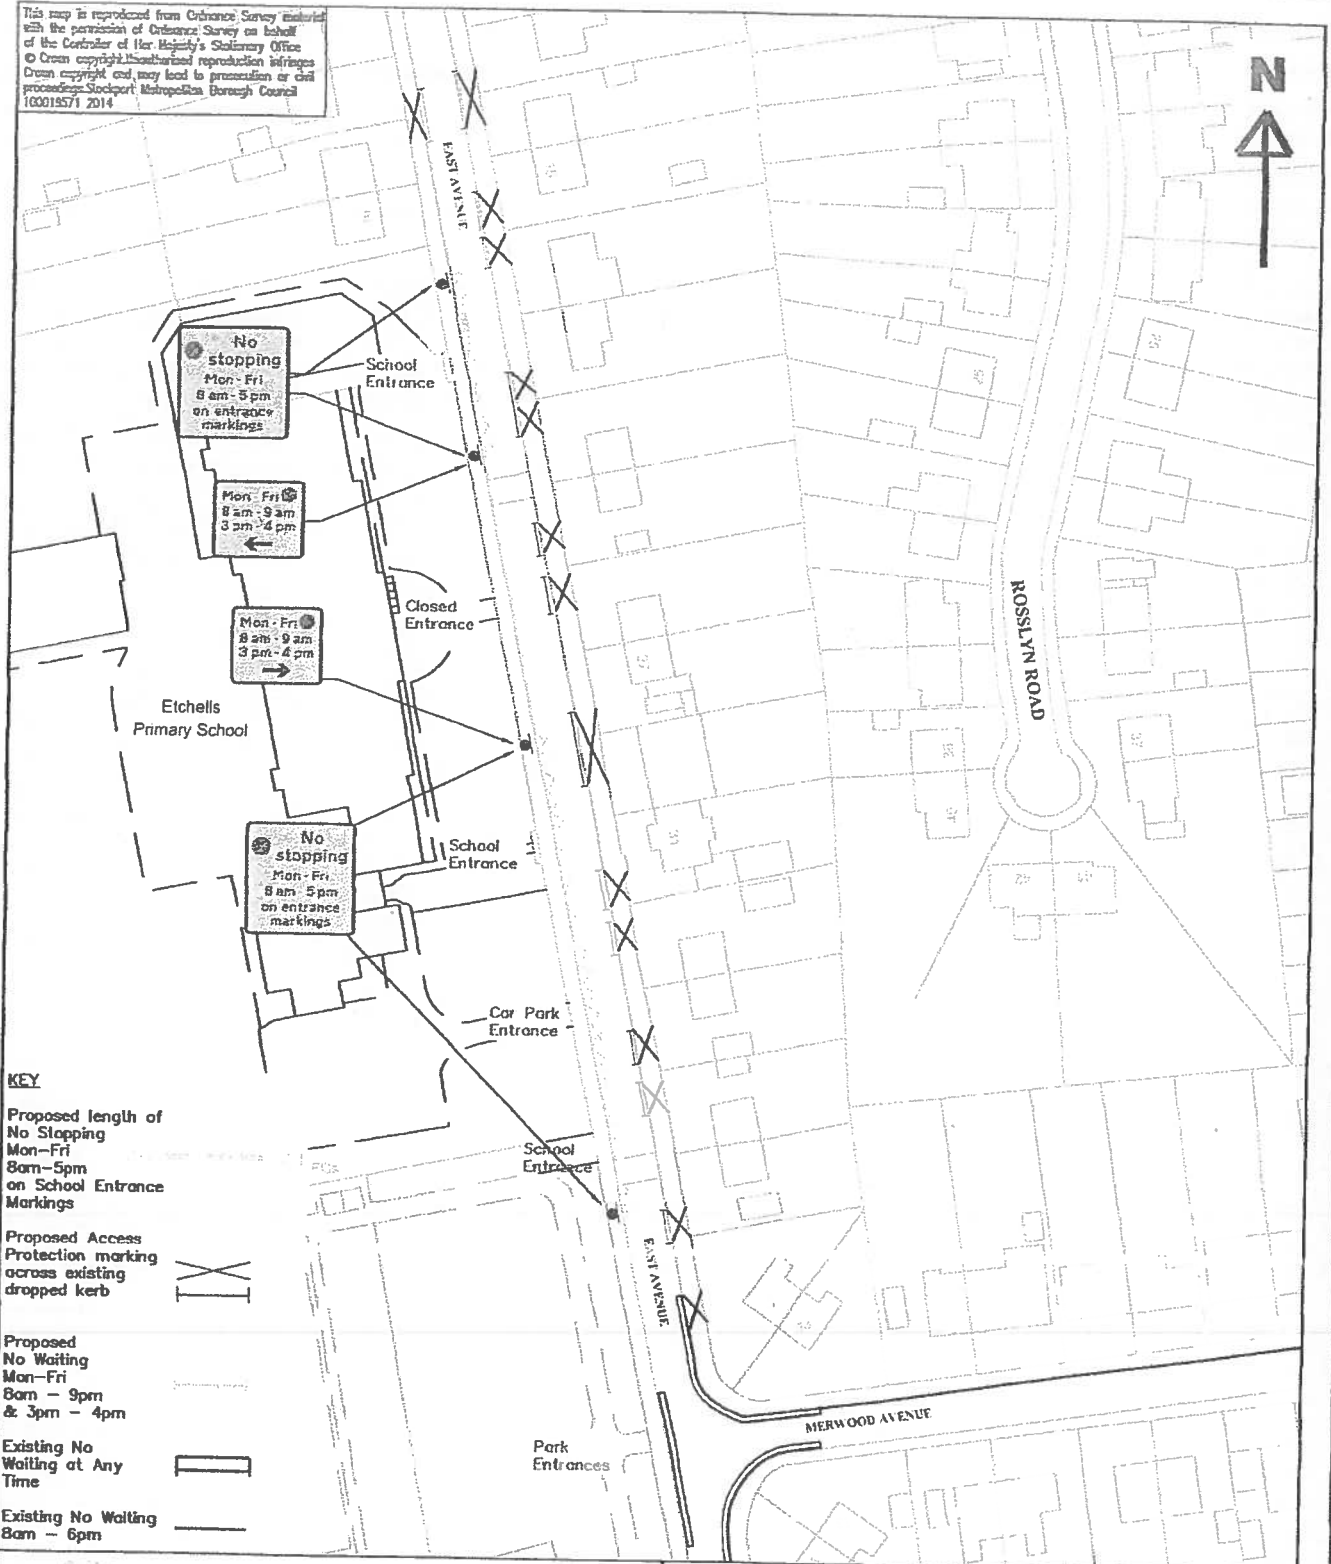 This map is reproduced from Ordnance Survey material
with the permission of Ordnance Survey on behalf
of the Controller of Her Majesty's Stationery Office
© Crown copyright. Unauthorised reproduction infringes
Crown copyright and may lead to prosecution or civil
proceedings. Stockport Metropolitan Borough Council
100019571 2014
N
EAST AVENUE
No
stopping
Mon - Fri
8 am - 5 pm
on entrance
markings
School
Entrance
Mon - Fri
8 am - 9 am
3 pm - 4 pm
Closed
Entrance
Mon - Fri
8 am - 9 am
3 pm - 4 pm
Etchells
Primary School
ROSSLYN ROAD
No
stopping
Mon - Fri
8 am - 5 pm
on entrance
markings
School
Entrance
Car Park
Entrance
School
Entrance
EAST AVENUE
MERWOOD AVENUE
Park
Entrances
KEY
Proposed length of
No Stopping
Mon-Fri
8am-5pm
on School Entrance
Markings
Proposed Access
Protection marking
across existing
dropped kerb
Proposed
No Waiting
Mon-Fri
8am - 9pm
& 3pm - 4pm
Existing No
Waiting at Any
Time
Existing No Waiting
8am - 6pm